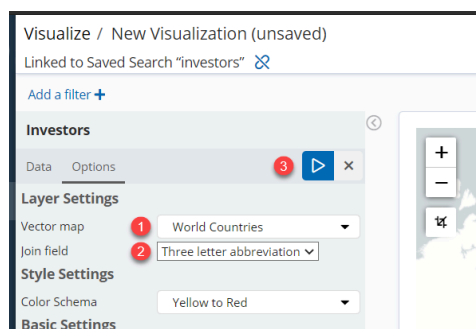 Visualize / New Visualization (unsaved)
Linked to Saved Search “investors”
Add a filter +
Investors
Data Options 3 ×
Layer Settings
Vector map 1 World Countries
Join field 2 Three letter abbreviation
Style Settings
Color Schema Yellow to Red
Basic Settings
+
−